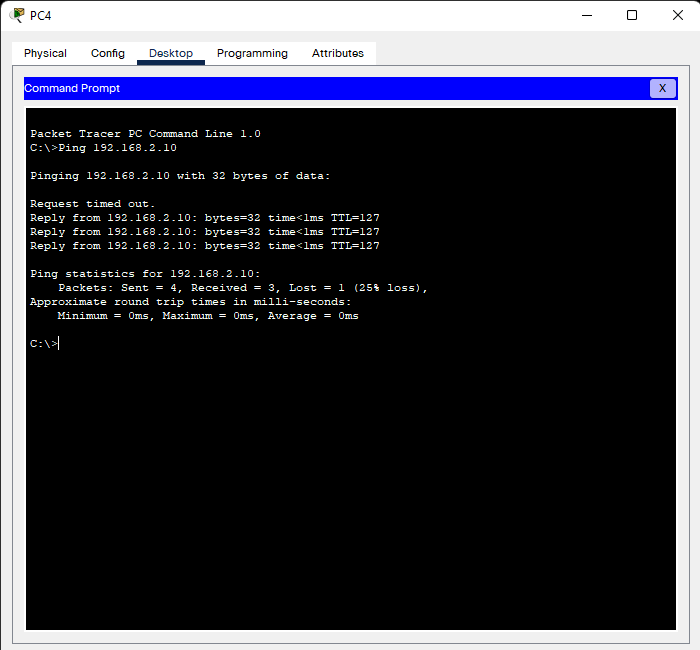 PC4
Physical Config Desktop Programming Attributes
Command Prompt X
Packet Tracer PC Command Line 1.0
C:\>Ping 192.168.2.10
Pinging 192.168.2.10 with 32 bytes of data:
Request timed out.
Reply from 192.168.2.10: bytes=32 time<1ms TTL=127
Reply from 192.168.2.10: bytes=32 time<1ms TTL=127
Reply from 192.168.2.10: bytes=32 time<1ms TTL=127
Ping statistics for 192.168.2.10:
    Packets: Sent = 4, Received = 3, Lost = 1 (25% loss),
Approximate round trip times in milli-seconds:
    Minimum = 0ms, Maximum = 0ms, Average = 0ms
C:\>